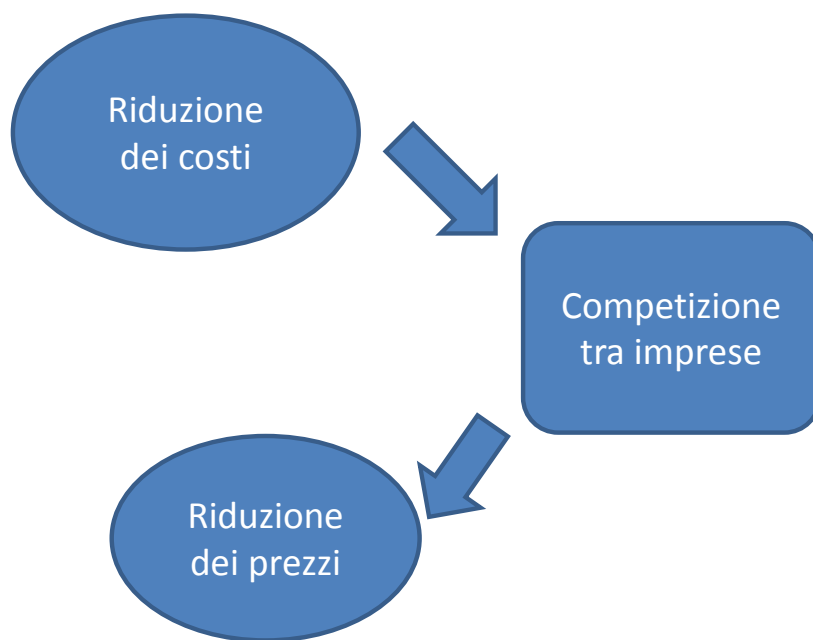 Riduzione
dei costi
Competizione
tra imprese
Riduzione
dei prezzi